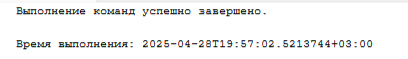 Выполнение команд успешно завершено.
Время выполнения: 2025-04-28T19:57:02.5213744+03:00